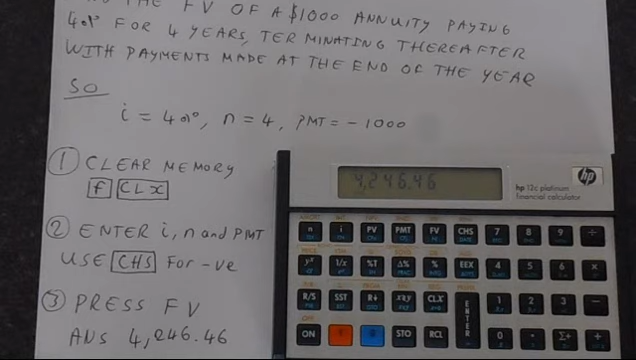 THE FV OF A $1000 ANNUITY PAYING
4% FOR 4 YEARS, TERMINATING THEREAFTER
WITH PAYMENTS MADE AT THE END OF THE YEAR
SO
i = 4%, n = 4, PMT = - 1000
① CLEAR MEMORY
f CLX
② ENTER i, n and PMT
USE CHS FOR -ve
③ PRESS FV
ANS 4,246.46
4,246.46
hp
hp 12c platinum
financial calculator
n i PV PMT FV CHS 7 8 9 ÷
y^x 1/x %T Δ% % EEX 4 5 6 ×
R/S SST R↓ x≷y CLX ENTER 1 2 3 −
ON f g STO RCL 0 . Σ+ +